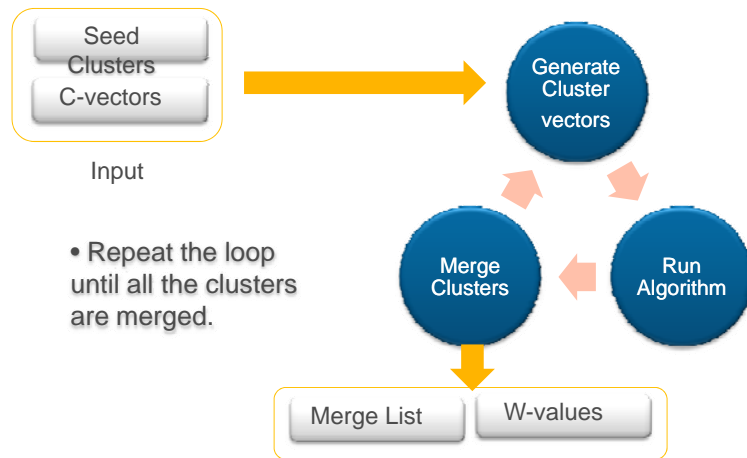 Seed
Clusters
C-vectors
Input
Generate
Cluster
vectors
• Repeat the loop
until all the clusters
are merged.
Merge
Clusters
Run
Algorithm
Merge List
W-values